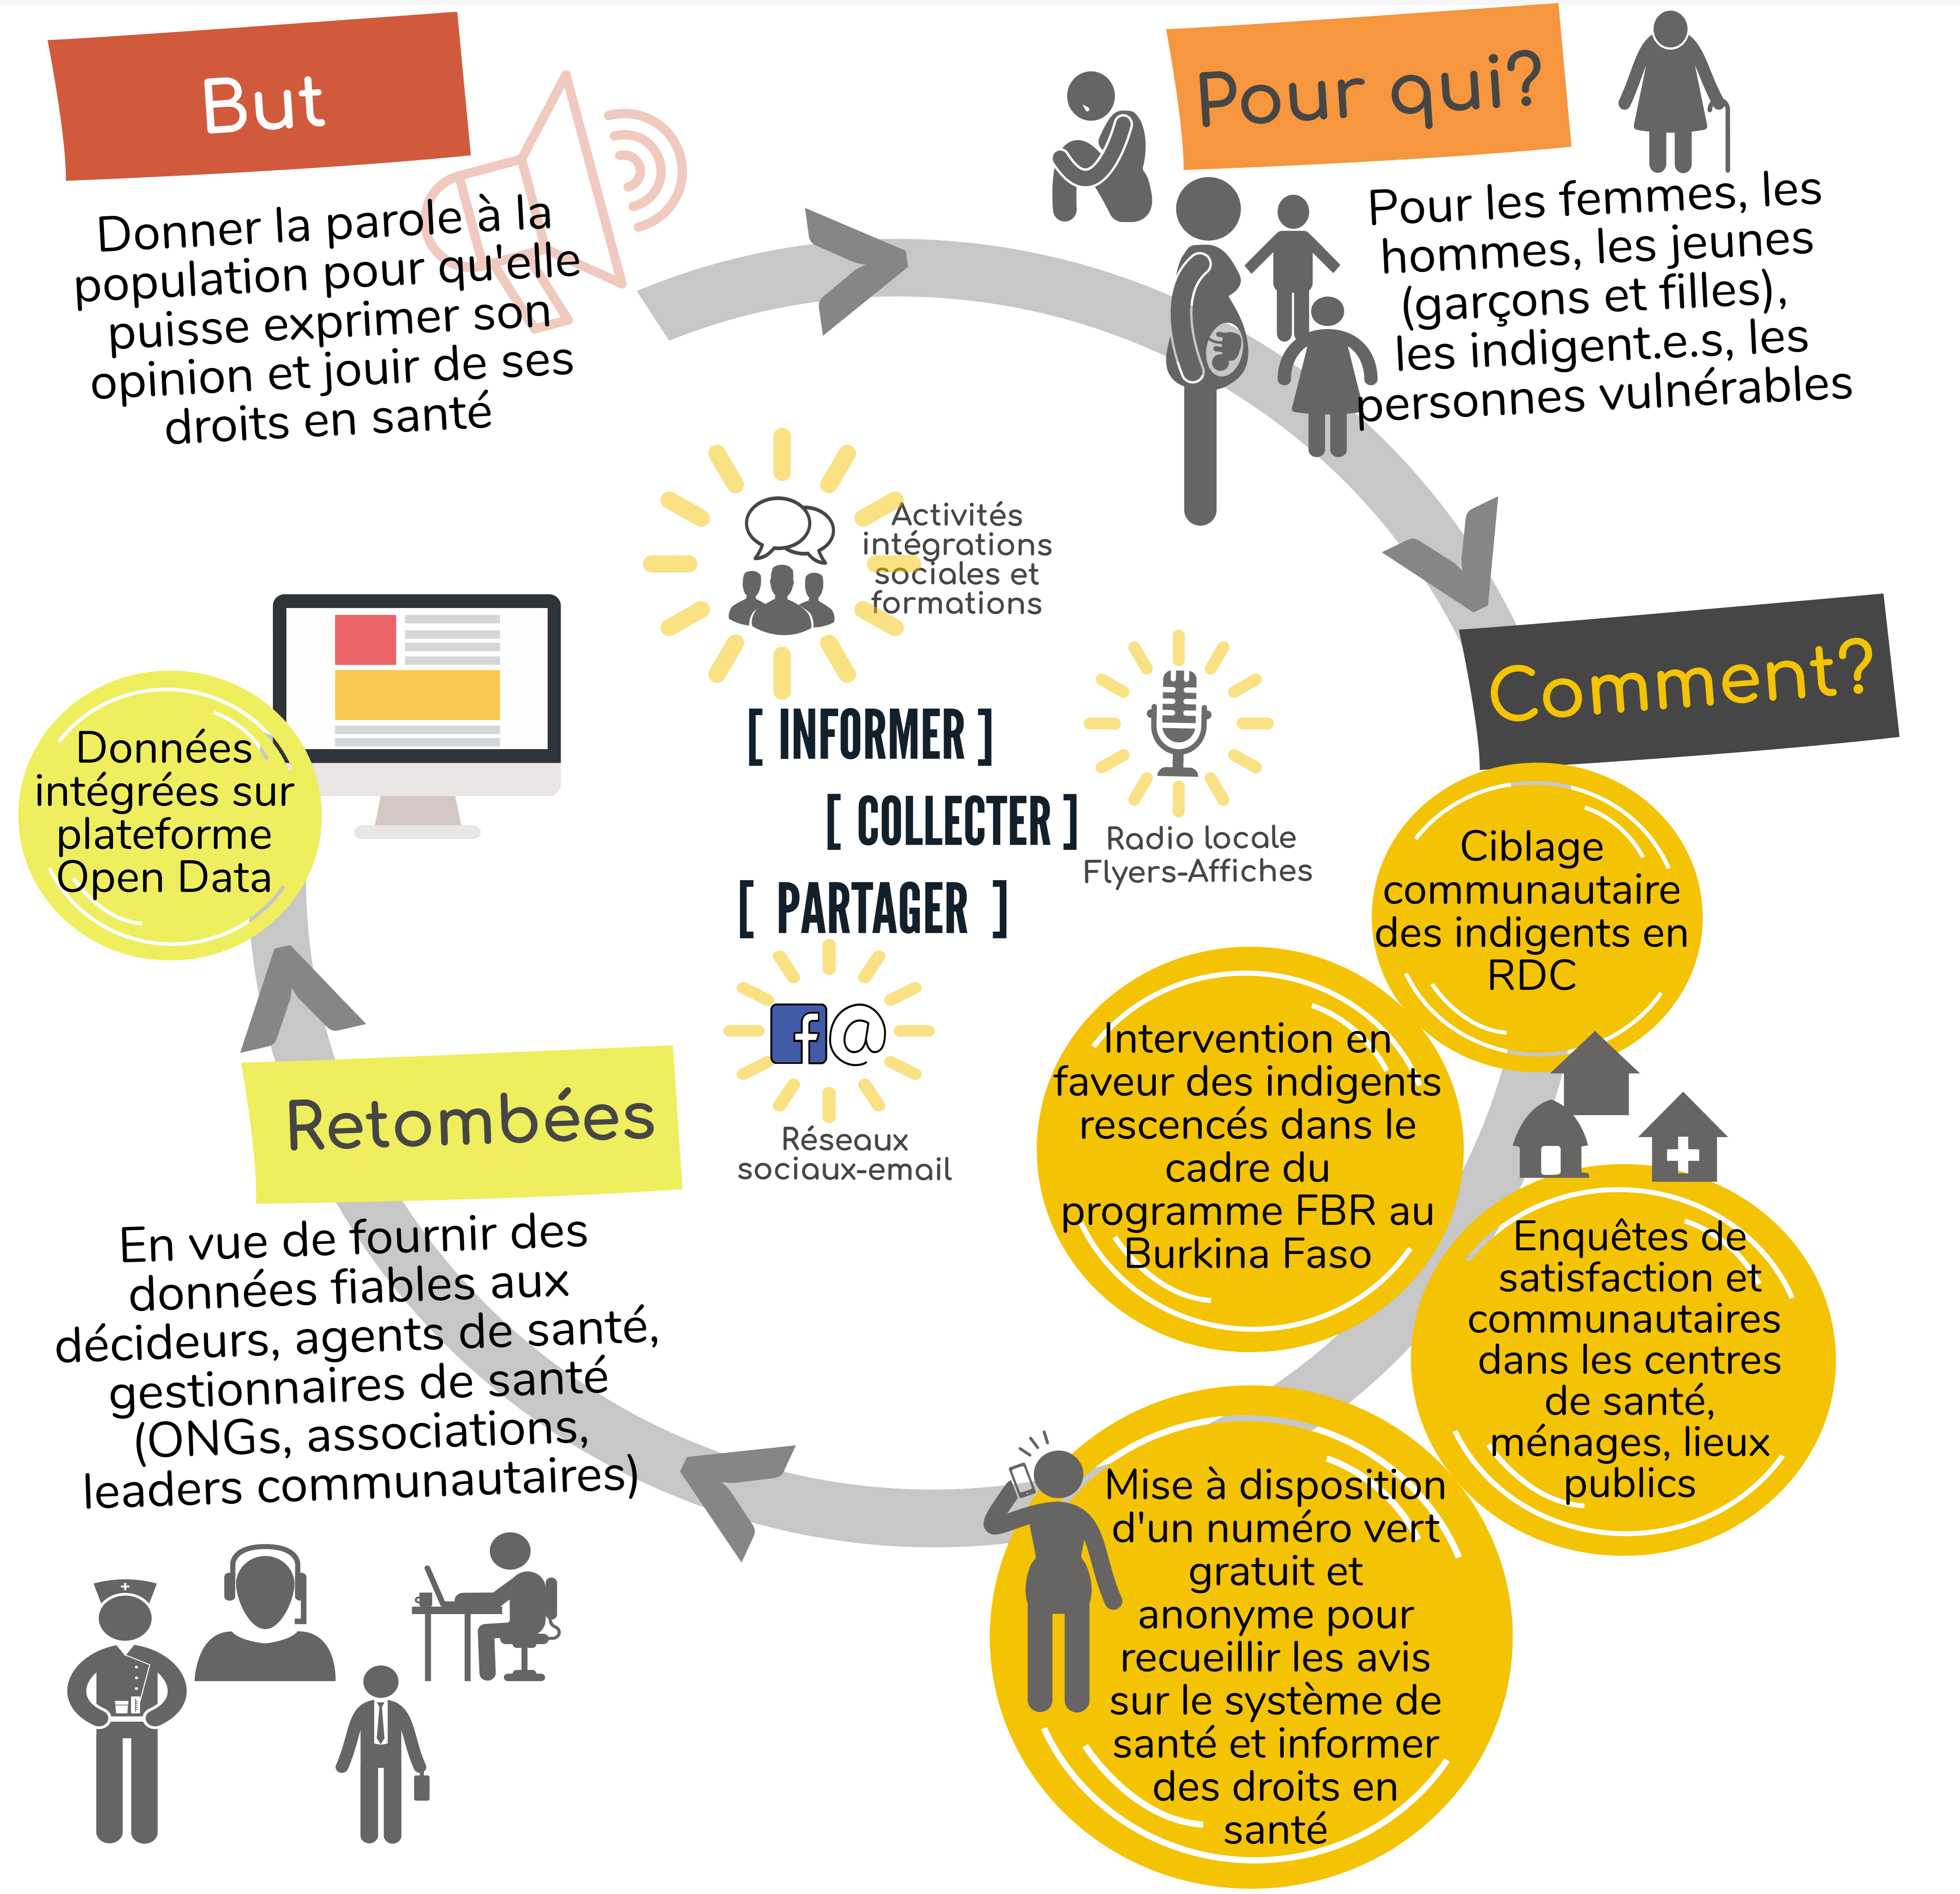 But
Donner la parole à la
population pour qu'elle
puisse exprimer son
opinion et jouir de ses
droits en santé
Pour qui?
Pour les femmes, les
hommes, les jeunes
(garçons et filles),
les indigent.e.s, les
personnes vulnérables
Comment?
Ciblage
communautaire
des indigents en
RDC
Intervention en
faveur des indigents
rescencés dans le
cadre du
programme FBR au
Burkina Faso
Enquêtes de
satisfaction et
communautaires
dans les centres
de santé,
ménages, lieux
publics
Mise à disposition
d'un numéro vert
gratuit et
anonyme pour
recueillir les avis
sur le système de
santé et informer
des droits en
santé
Retombées
En vue de fournir des
données fiables aux
décideurs, agents de santé,
gestionnaires de santé
(ONGs, associations,
leaders communautaires)
Données
intégrées sur
plateforme
Open Data
Activités
intégrations
sociales et
formations
[ INFORMER ]
[ COLLECTER ]
[ PARTAGER ]
Radio locale
Flyers-Affiches
f@
Réseaux
sociaux-email